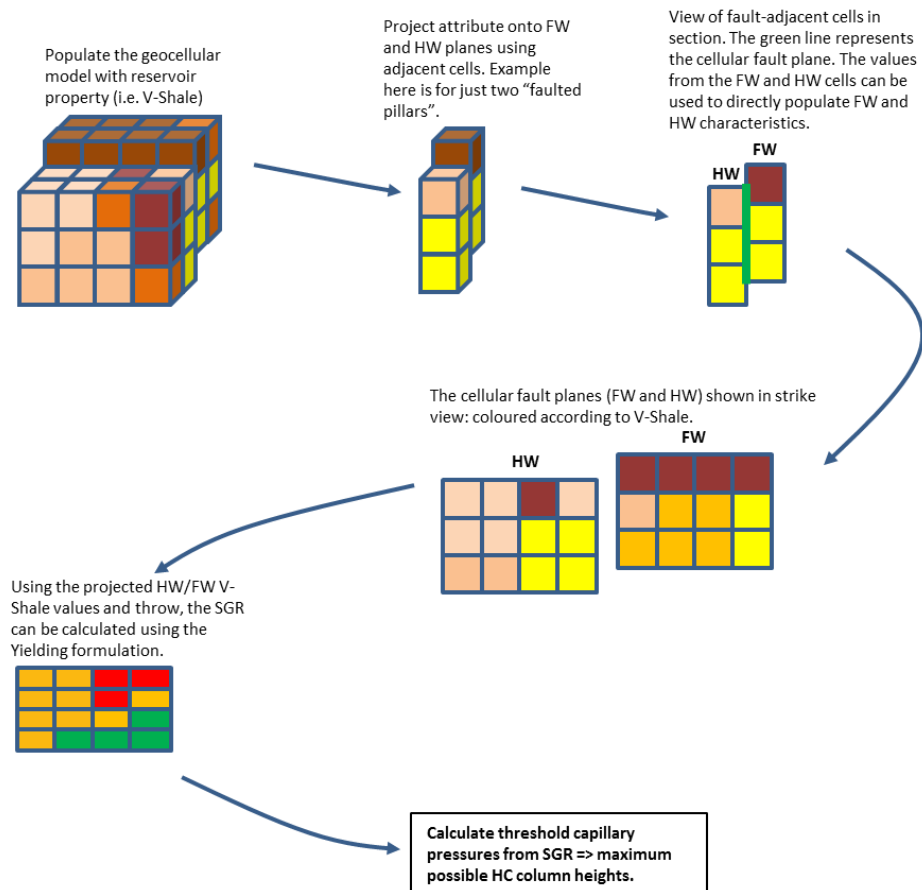 Populate the geocellular
model with reservoir
property (i.e. V-Shale)
Project attribute onto FW
and HW planes using
adjacent cells. Example
here is for just two “faulted
pillars”.
View of fault-adjacent cells in
section. The green line represents
the cellular fault plane. The values
from the FW and HW cells can be
used to directly populate FW and
HW characteristics.
FW
HW
The cellular fault planes (FW and HW) shown in strike
view: coloured according to V-Shale.
FW
HW
Using the projected HW/FW V-
Shale values and throw, the SGR
can be calculated using the
Yielding formulation.
Calculate threshold capillary
pressures from SGR => maximum
possible HC column heights.